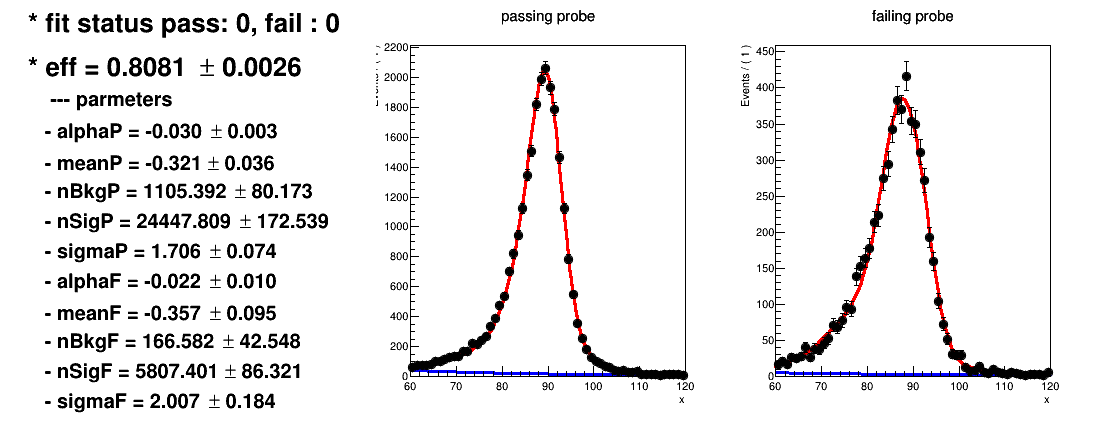 * fit status pass: 0, fail : 0
* eff = 0.8081 ± 0.0026
--- parmeters
- alphaP = -0.030 ± 0.003
- meanP = -0.321 ± 0.036
- nBkgP = 1105.392 ± 80.173
- nSigP = 24447.809 ± 172.539
- sigmaP = 1.706 ± 0.074
- alphaF = -0.022 ± 0.010
- meanF = -0.357 ± 0.095
- nBkgF = 166.582 ± 42.548
- nSigF = 5807.401 ± 86.321
- sigmaF = 2.007 ± 0.184
passing probe
2200
2000
1800
1600
1400
1200
1000
800
600
400
200
0
60 70 80 90 100 110 120
x
failing probe
Events / ( 1 )
450
400
350
300
250
200
150
100
50
0
60 70 80 90 100 110 120
x